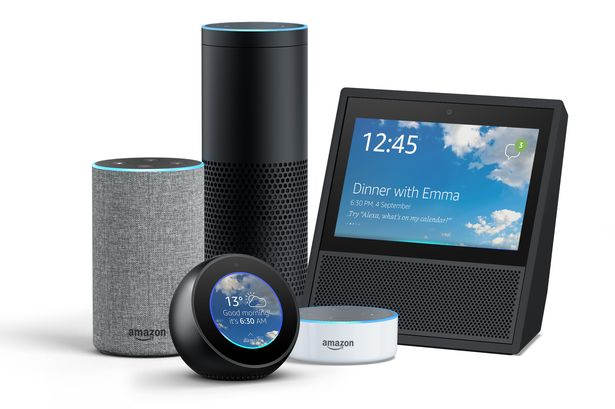 12:45
3
Dinner with Emma
6:30 PM, 4 September
Try "Alexa, what's on my calendar?"
13°
Good morning!
it's 6:30 AM
amazon
amazon